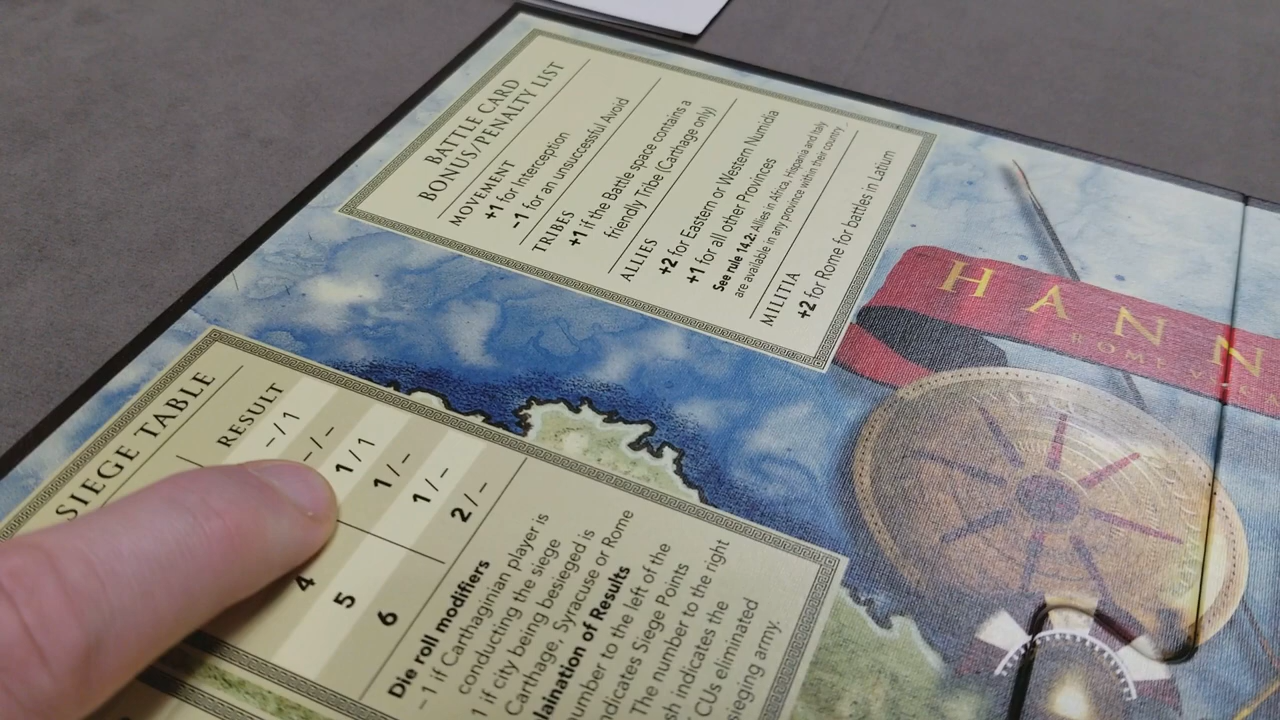 BATTLE CARD
BONUS/PENALTY LIST
MOVEMENT
+1 for Interception
-1 for an unsuccessful Avoid
TRIBES
+1 if the Battle space contains a
friendly Tribe (Carthage only)
ALLIES
+2 for Eastern or Western Numidia
+1 for all other Provinces
See rule 14.2: Allies in Africa, Hispania and Italy
are available in any province within their country
MILITIA
+2 for Rome for battles in Latium
HANN
ROME V
SIEGE TABLE
RESULT
– / 1
– / –
1 / 1
1 / –
4
1 / –
5
2 / –
6
Die roll modifiers
–1 if Carthaginian player is
conducting the siege
1 if city being besieged is
Carthage, Syracuse or Rome
of Results
number to the left of the
indicates Siege Points
The number to the right
indicates the
CUs eliminated
army.